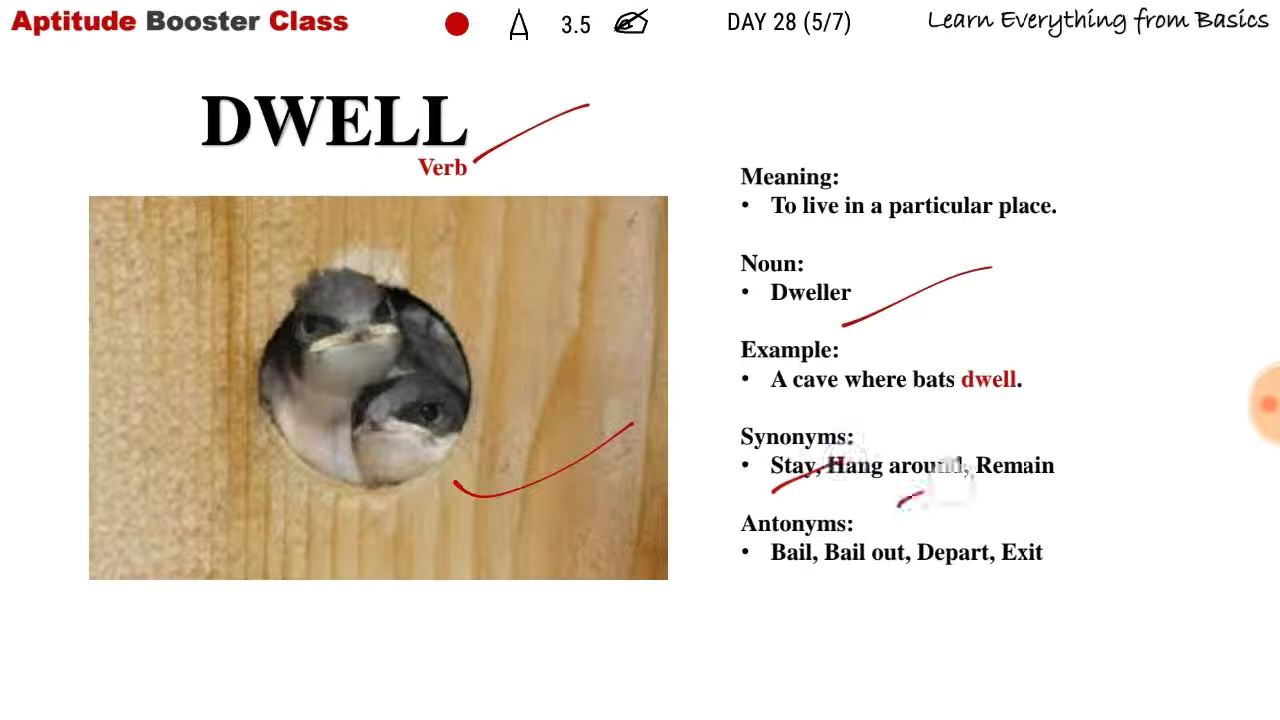 Aptitude Booster Class
3.5
DAY 28 (5/7)
Learn Everything from Basics
DWELL
Verb
Meaning:
• To live in a particular place.
Noun:
• Dweller
Example:
• A cave where bats dwell.
Synonyms:
• Stay, Hang around, Remain
Antonyms:
• Bail, Bail out, Depart, Exit